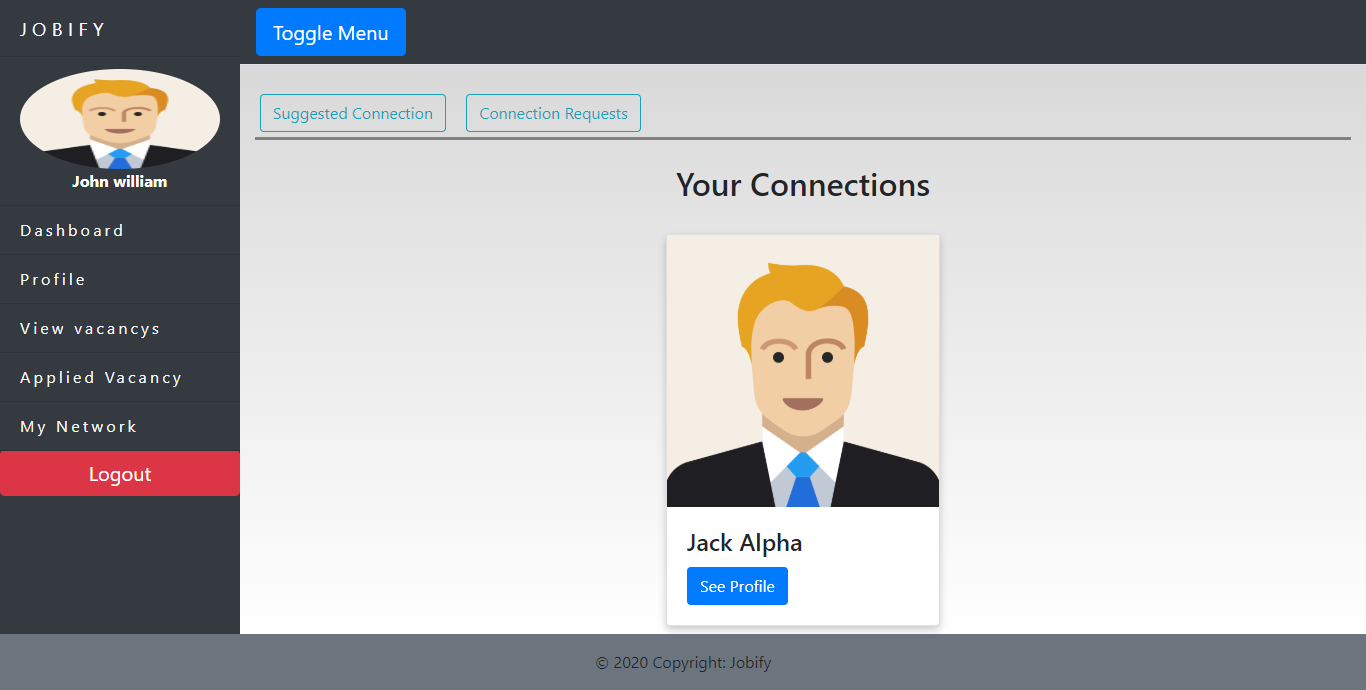 JOBIFY
Toggle Menu
John william
Dashboard
Profile
View vacancys
Applied Vacancy
My Network
Logout
Suggested Connection
Connection Requests
Your Connections
Jack Alpha
See Profile
© 2020 Copyright: Jobify